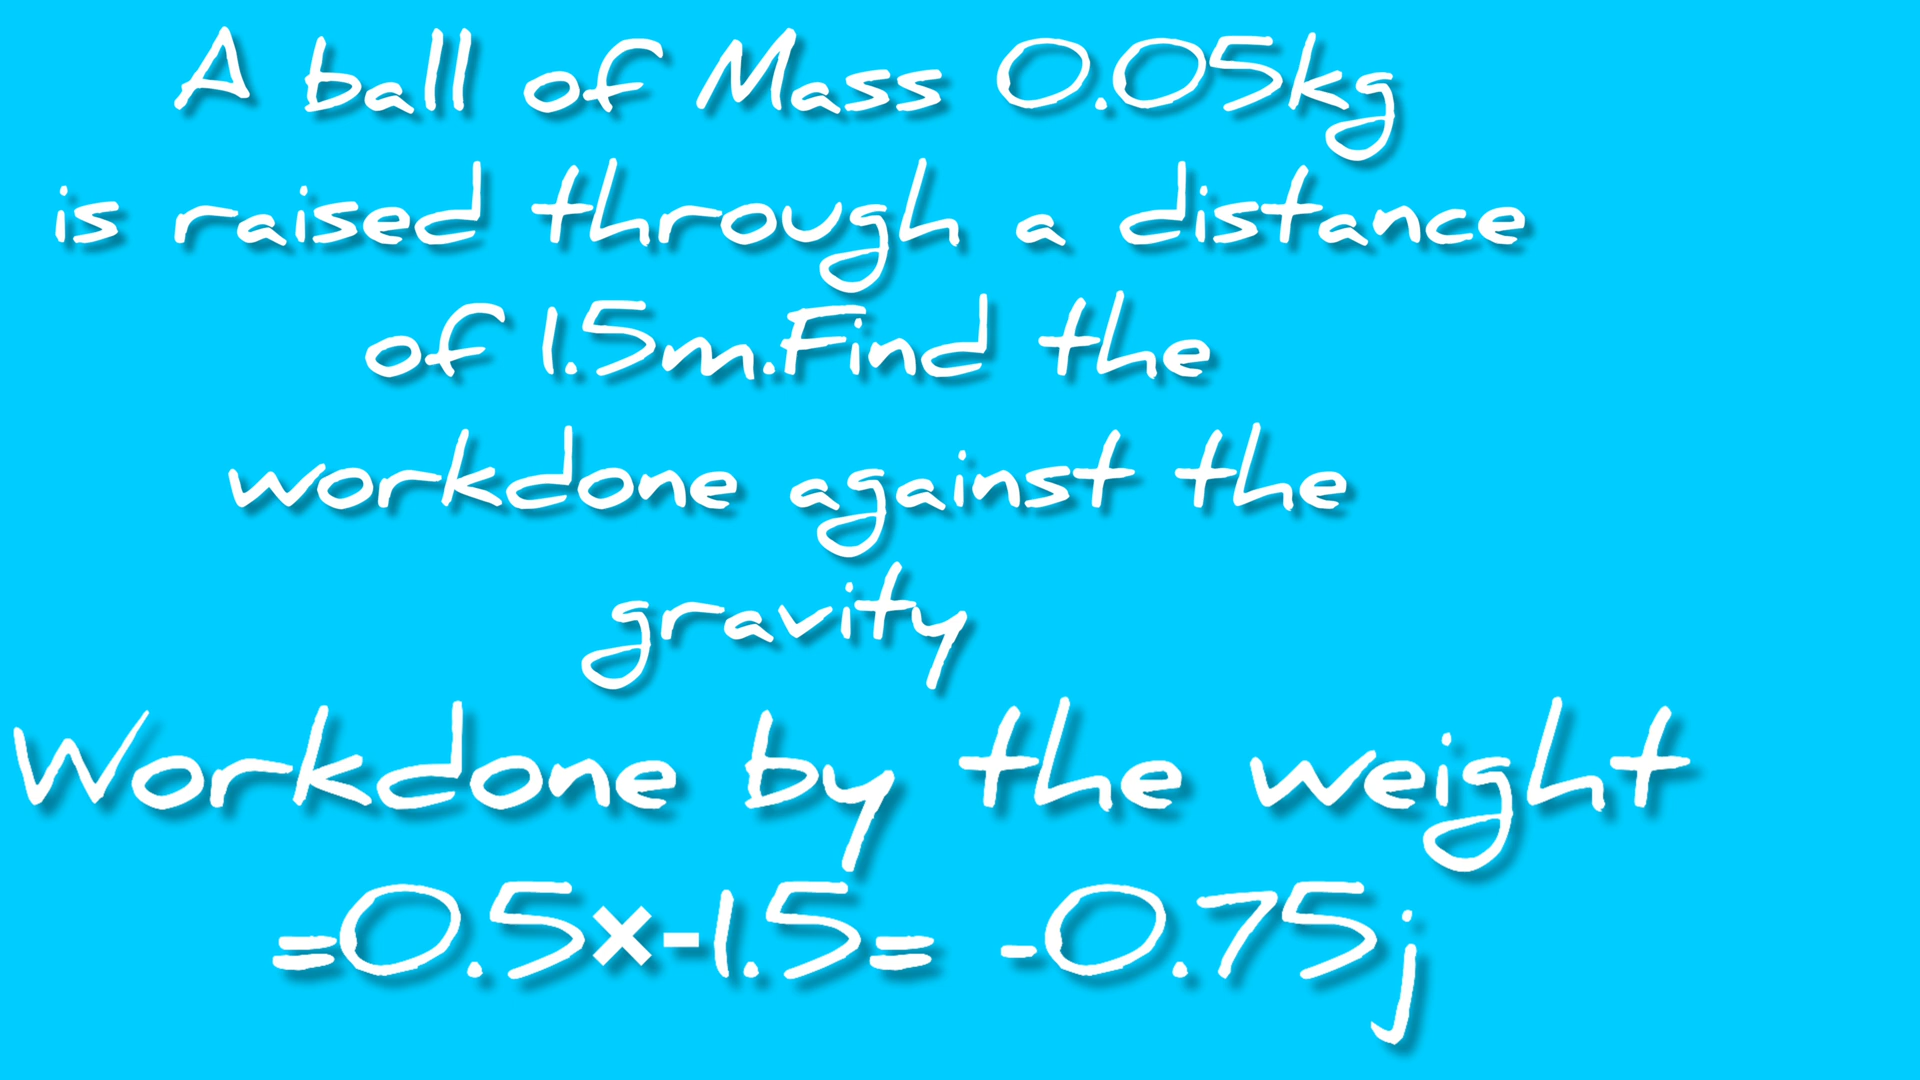 A ball of Mass 0.05kg
is raised through a distance
of 1.5m.Find the
workdone against the
gravity
Workdone by the weight
=0.5×-1.5= -0.75j